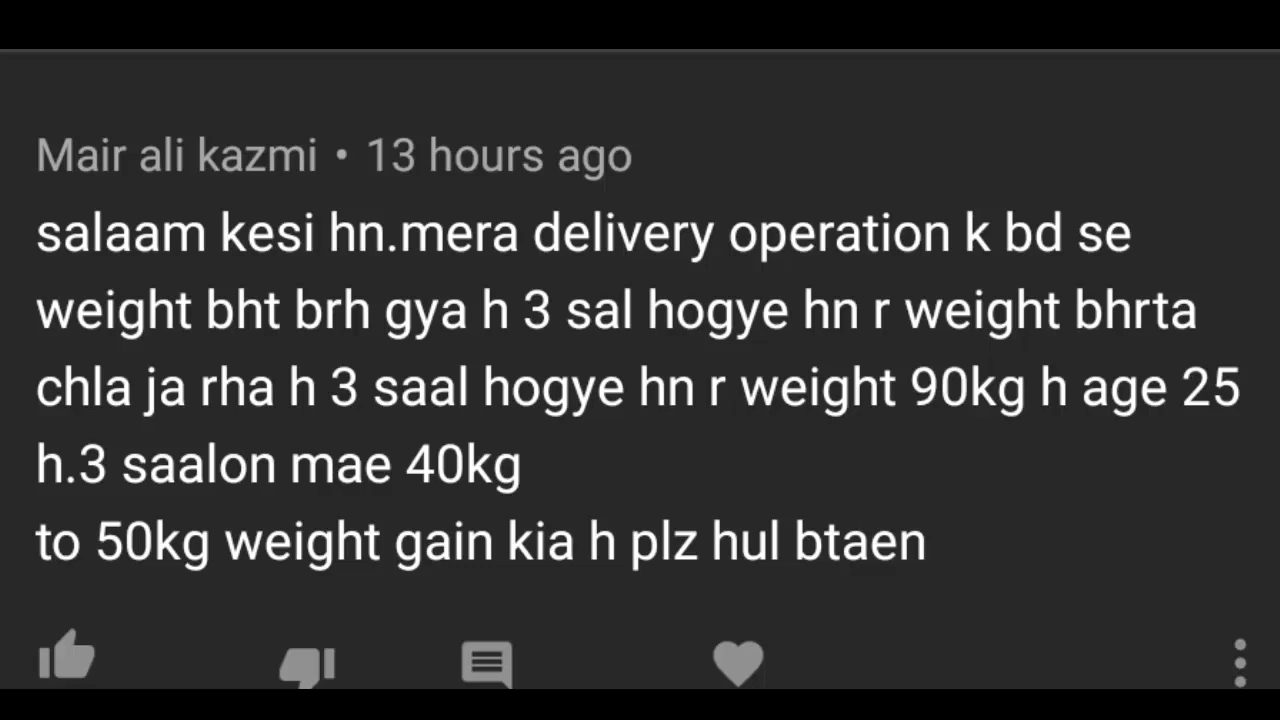 Mair ali kazmi • 13 hours ago
salaam kesi hn.mera delivery operation k bd se
weight bht brh gya h 3 sal hogye hn r weight bhrta
chla ja rha h 3 saal hogye hn r weight 90kg h age 25
h.3 saalon mae 40kg
to 50kg weight gain kia h plz hul btaen